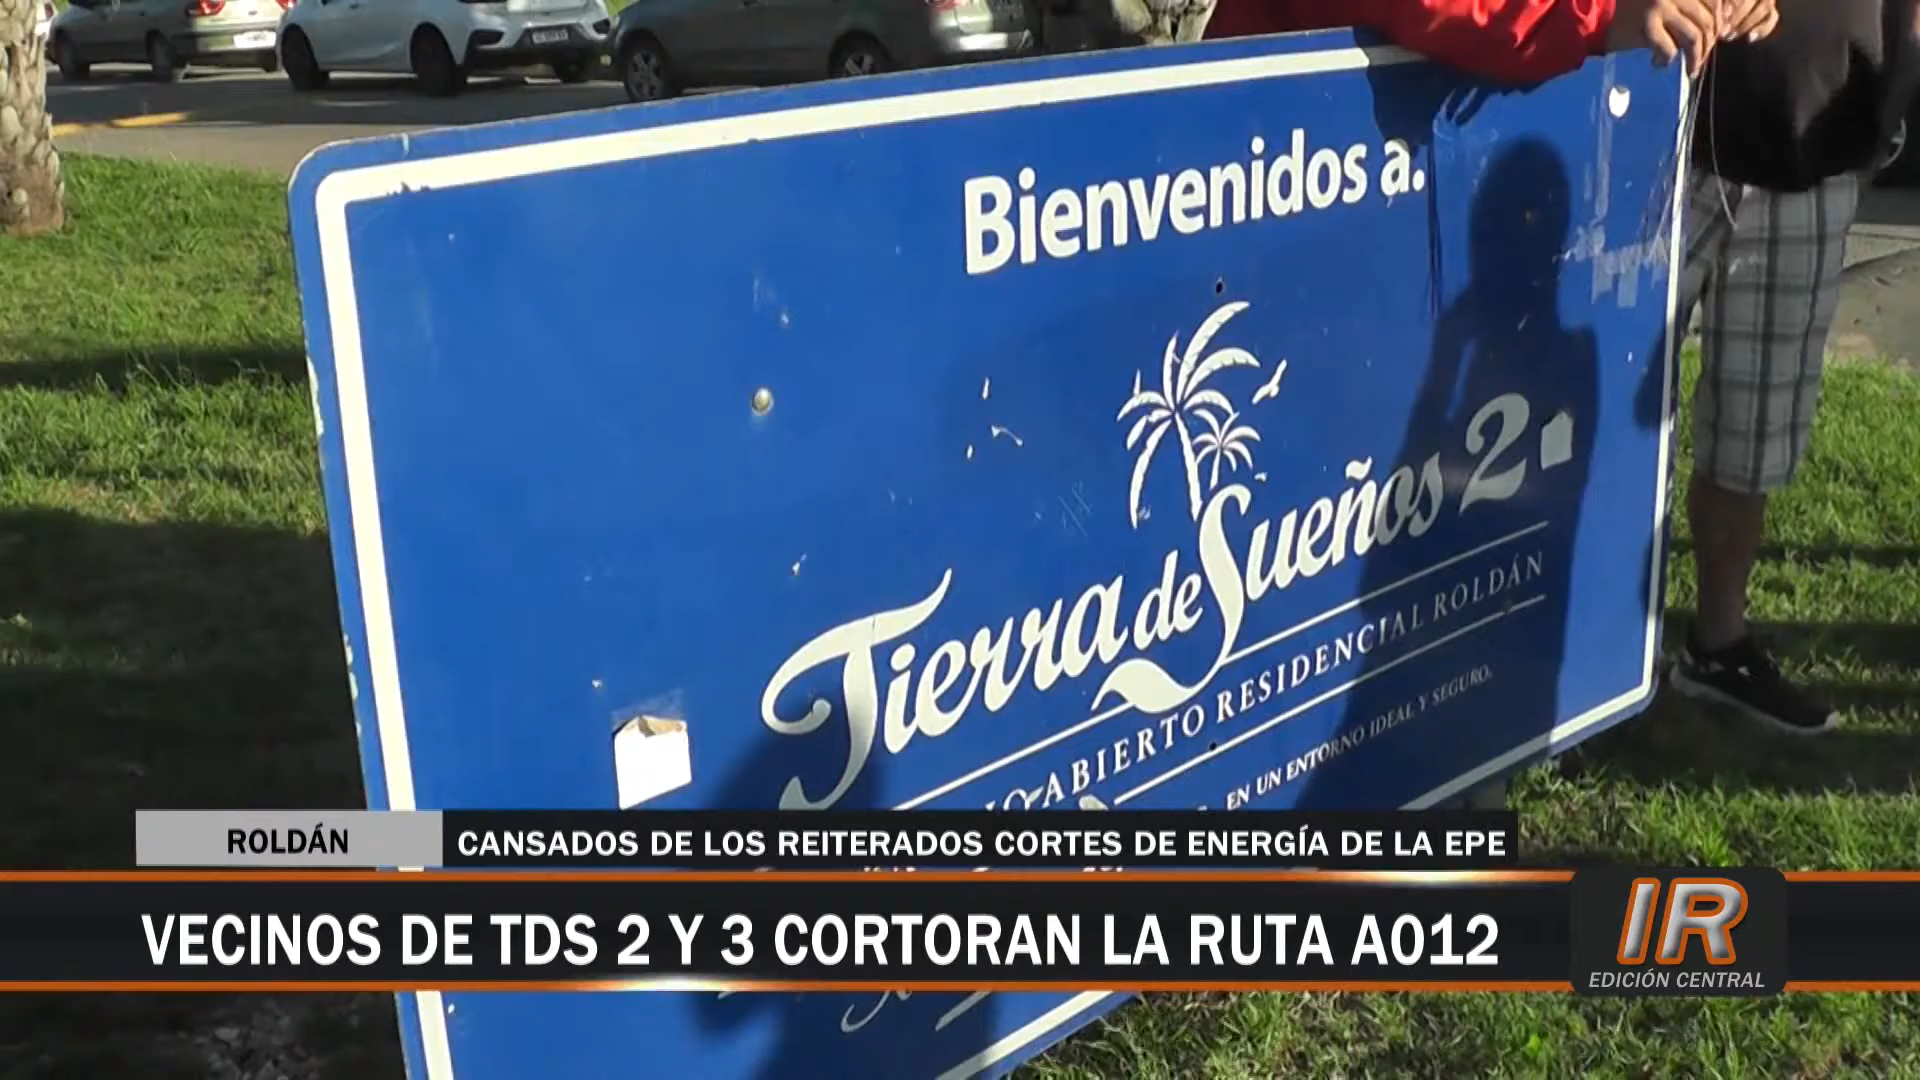 Bienvenidos a.
Tierra de Sueños 2
ABIERTO RESIDENCIAL ROLDÁN
EN UN ENTORNO IDEAL Y SEGURO.
ROLDÁN
CANSADOS DE LOS REITERADOS CORTES DE ENERGÍA DE LA EPE
VECINOS DE TDS 2 Y 3 CORTORAN LA RUTA A012
IR
EDICIÓN CENTRAL